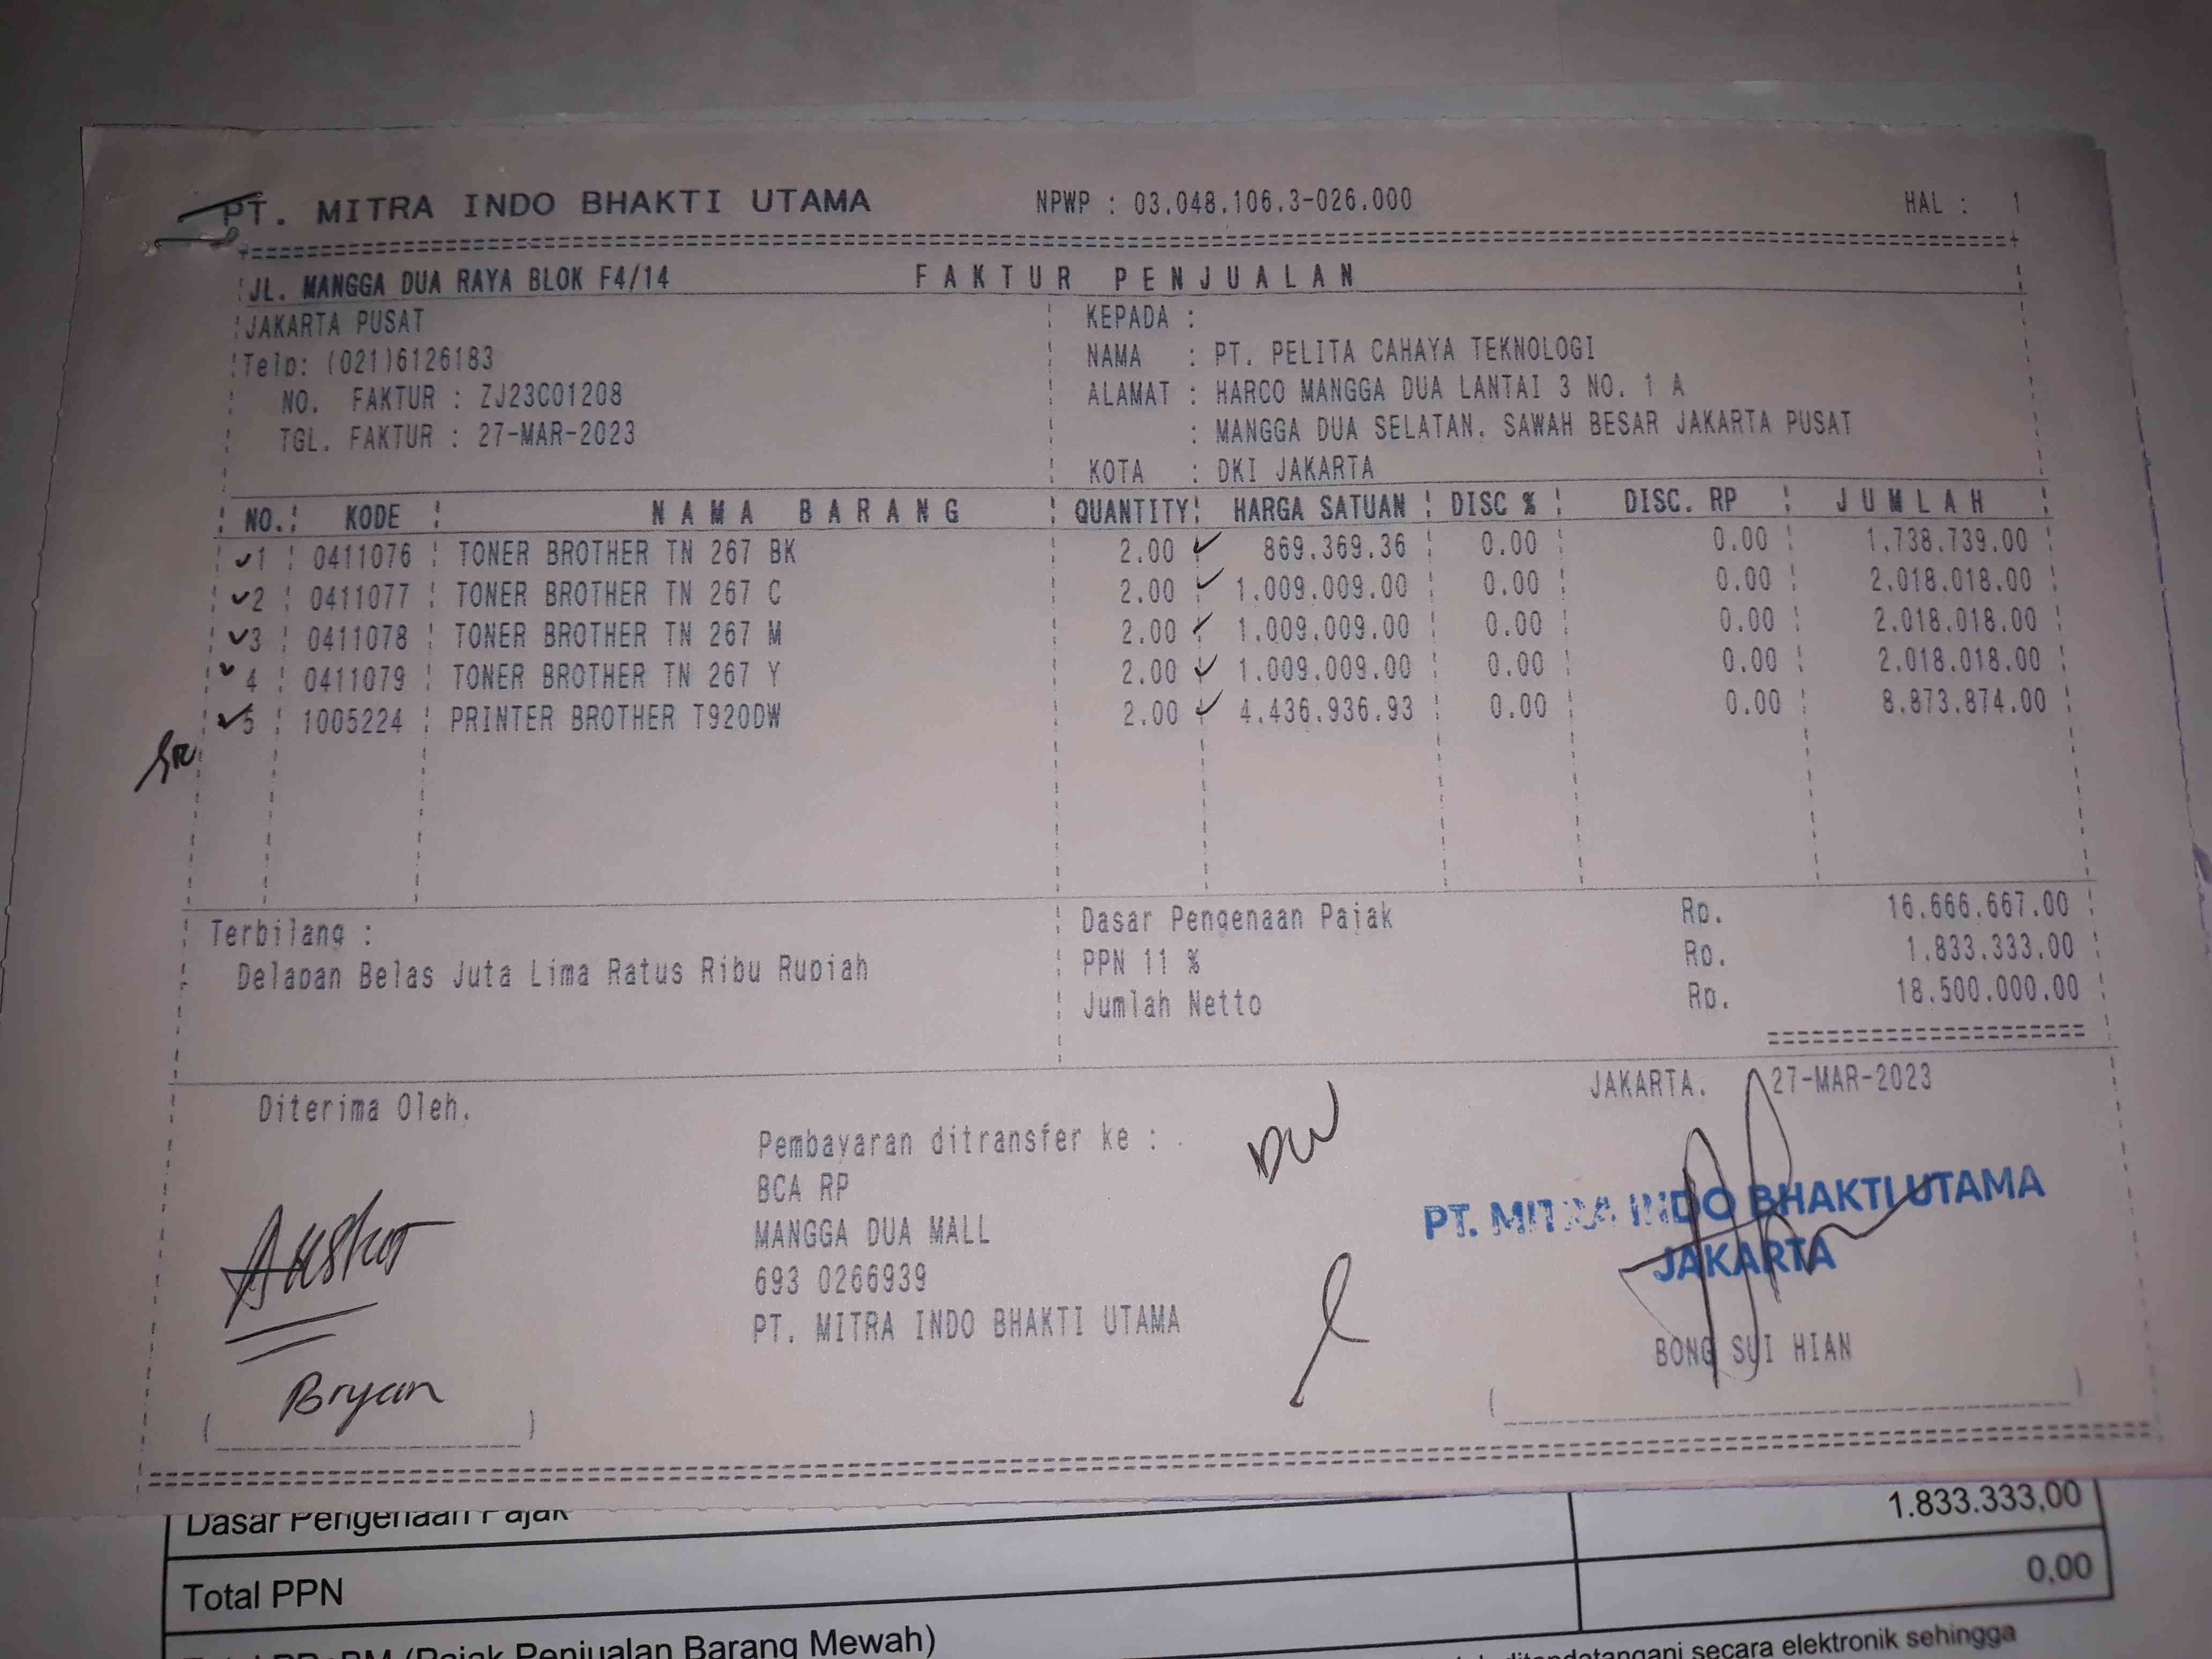 PT. MITRA INDO BHAKTI UTAMA NPWP : 03.048.106.3-026.000 HAL : 1
JL. MANGGA DUA RAYA BLOK F4/14 FAKTUR PENJUALAN
JAKARTA PUSAT KEPADA :
Telp: (021)6126183 NAMA : PT. PELITA CAHAYA TEKNOLOGI
NO. FAKTUR : ZJ23C01208 ALAMAT : HARCO MANGGA DUA LANTAI 3 NO. 1 A
TGL. FAKTUR : 27-MAR-2023 : MANGGA DUA SELATAN, SAWAH BESAR JAKARTA PUSAT
KOTA : DKI JAKARTA
NO. KODE NAMA BARANG QUANTITY HARGA SATUAN DISC % DISC. RP JUMLAH
1 0411076 TONER BROTHER TN 267 BK 2.00 869.369.36 0.00 0.00 1.738.739.00
2 0411077 TONER BROTHER TN 267 C 2.00 1.009.009.00 0.00 0.00 2.018.018.00
3 0411078 TONER BROTHER TN 267 M 2.00 1.009.009.00 0.00 0.00 2.018.018.00
4 0411079 TONER BROTHER TN 267 Y 2.00 1.009.009.00 0.00 0.00 2.018.018.00
5 1005224 PRINTER BROTHER T920DW 2.00 4.436.936.93 0.00 0.00 8.873.874.00
Terbilang : Dasar Pengenaan Pajak Rp. 16.666.667.00
Delapan Belas Juta Lima Ratus Ribu Rupiah PPN 11 % Rp. 1.833.333.00
Jumlah Netto Rp. 18.500.000.00
Diterima Oleh, JAKARTA, 27-MAR-2023
Pembayaran ditransfer ke :
BCA RP
MANGGA DUA MALL
693 0266939
PT. MITRA INDO BHAKTI UTAMA
PT. MITRA INDO BHAKTI UTAMA
JAKARTA
BONG SUI HIAN
Bryan
Dasar Pengenaan Pajak 1.833.333,00
Total PPN 0,00
(Pajak Penjualan Barang Mewah)
secara elektronik sehingga